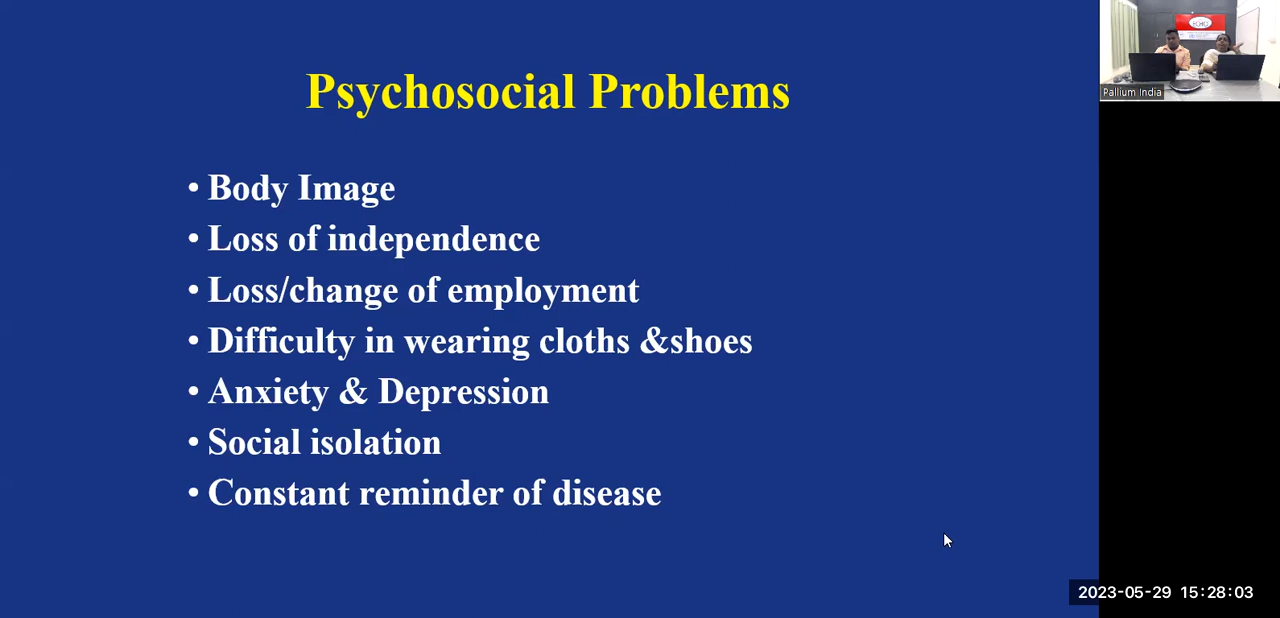 Psychosocial Problems
• Body Image
• Loss of independence
• Loss/change of employment
• Difficulty in wearing cloths &shoes
• Anxiety & Depression
• Social isolation
• Constant reminder of disease
ECHO
Pallium India
2023-05-29 15:28:03